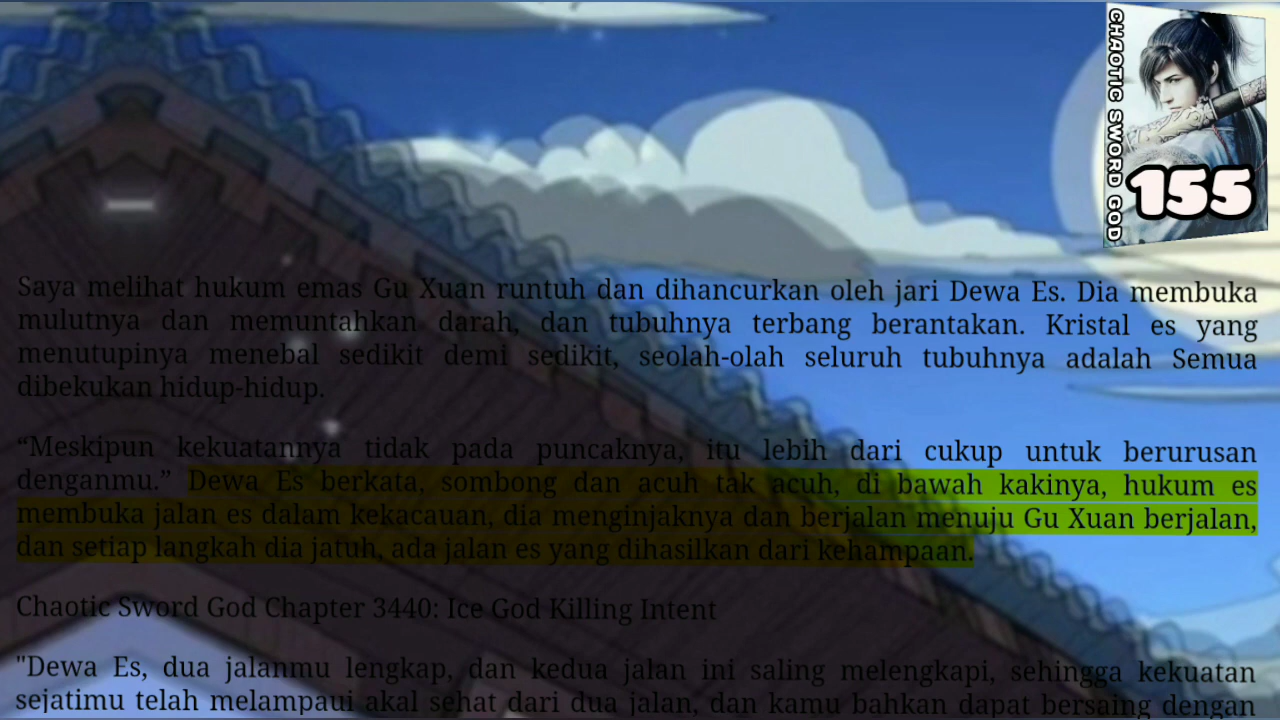 CHAOTIC SWORD GOD
155
Saya melihat hukum emas Gu Xuan runtuh dan dihancurkan oleh jari Dewa Es. Dia membuka
mulutnya dan memuntahkan darah, dan tubuhnya terbang berantakan. Kristal es yang
menutupinya menebal sedikit demi sedikit, seolah-olah seluruh tubuhnya adalah Semua
dibekukan hidup-hidup.
“Meskipun kekuatannya tidak pada puncaknya, itu lebih dari cukup untuk berurusan
denganmu.” Dewa Es berkata, sombong dan acuh tak acuh, di bawah kakinya, hukum es
membuka jalan es dalam kekacauan, dia menginjaknya dan berjalan menuju Gu Xuan berjalan,
dan setiap langkah dia jatuh, ada jalan es yang dihasilkan dari kehampaan.
Chaotic Sword God Chapter 3440: Ice God Killing Intent
"Dewa Es, dua jalanmu lengkap, dan kedua jalan ini saling melengkapi, sehingga kekuatan
sejatimu telah melampaui akal sehat dari dua jalan, dan kamu bahkan dapat bersaing dengan